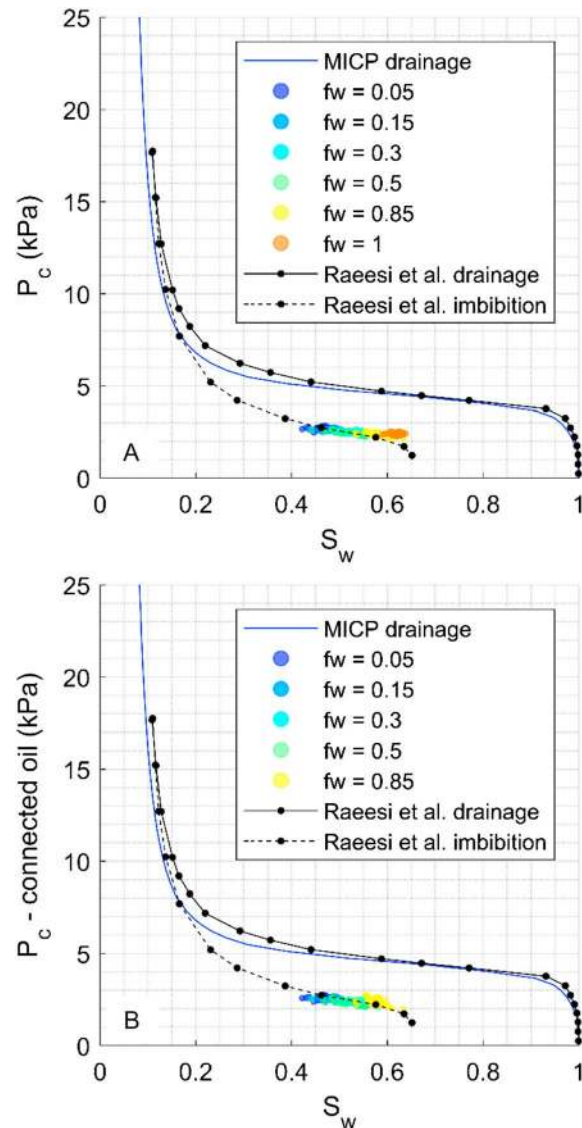 25
20
15
10
5
0
P_c (kPa)
MICP drainage
fw = 0.05
fw = 0.15
fw = 0.3
fw = 0.5
fw = 0.85
fw = 1
Raeesi et al. drainage
Raeesi et al. imbibition
A
0 0.2 0.4 0.6 0.8 1
S_w
25
20
15
10
5
0
P_c - connected oil (kPa)
MICP drainage
fw = 0.05
fw = 0.15
fw = 0.3
fw = 0.5
fw = 0.85
Raeesi et al. drainage
Raeesi et al. imbibition
B
0 0.2 0.4 0.6 0.8 1
S_w